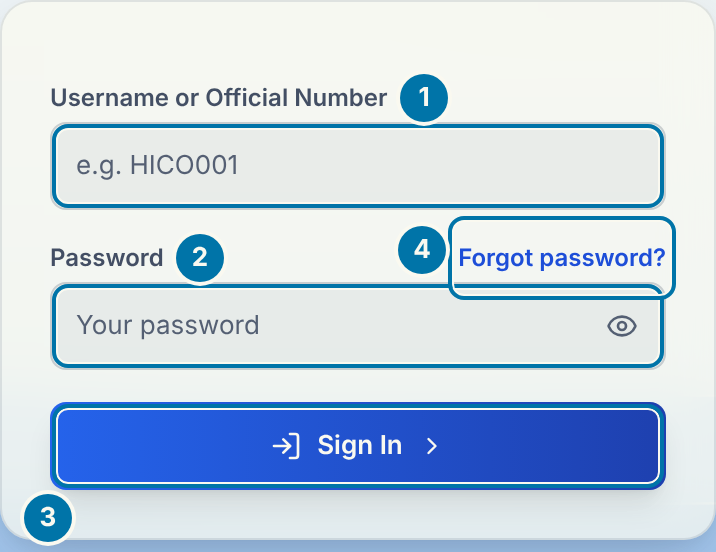 Username or Official Number 1
e.g. HICO001
Password 2 4 Forgot password?
Your password
Sign In
3